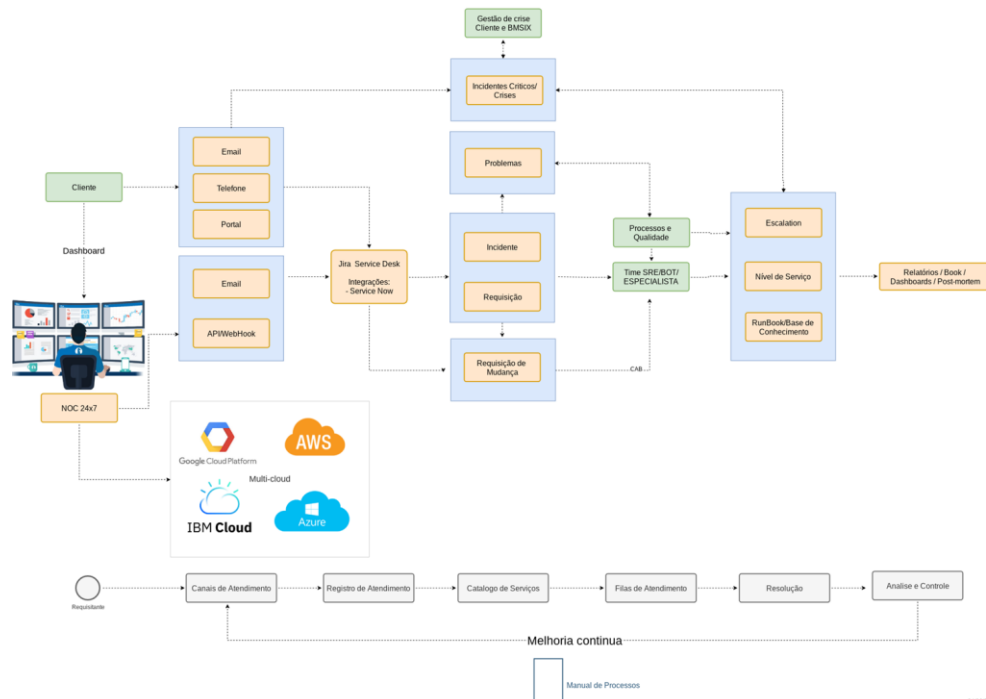 Gestão de crise
Cliente e BMSIX
Incidentes Criticos/
Crises
Email
Telefone
Portal
Cliente
Dashboard
Problemas
Processos e
Qualidade
Escalation
Incidente
Jira Service Desk
Integrações:
- Service Now
Email
API/WebHook
Requisição
Time SRE/BOT/
ESPECIALISTA
Nível de Serviço
Relatórios / Book /
Dashboards / Post-mortem
RunBook/Base de
Conhecimento
Requisição de
Mudança
CAB
NOC 24x7
Google Cloud Platform
AWS
Multi-cloud
IBM Cloud
Azure
Requisitante
Canais de Atendimento
Registro de Atendimento
Catalogo de Serviços
Filas de Atendimento
Resolução
Analise e Controle
Melhoria continua
Manual de Processos